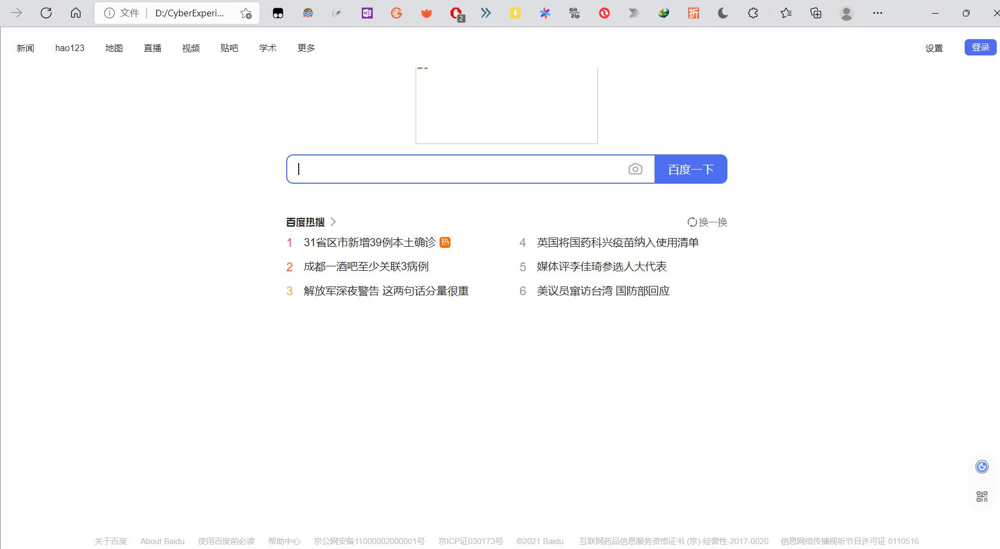 文件 D:/CyberExperi...
2
Git Zip
折
新闻 hao123 地图 直播 视频 贴吧 学术 更多 设置 登录
百度一下
百度热搜 换一换
1 31省区市新增39例本土确诊 热 4 英国将国药科兴疫苗纳入使用清单
2 成都一酒吧至少关联3病例 5 媒体评李佳琦参选人大代表
3 解放军深夜警告 这两句话分量很重 6 美议员窜访台湾 国防部回应
关于百度 About Baidu 使用百度前必读 帮助中心 京公网安备11000002000001号 京ICP证030173号 ©2021 Baidu 互联网药品信息服务资格证书 (京)-经营性-2017-0020 信息网络传播视听节目许可证 0110516